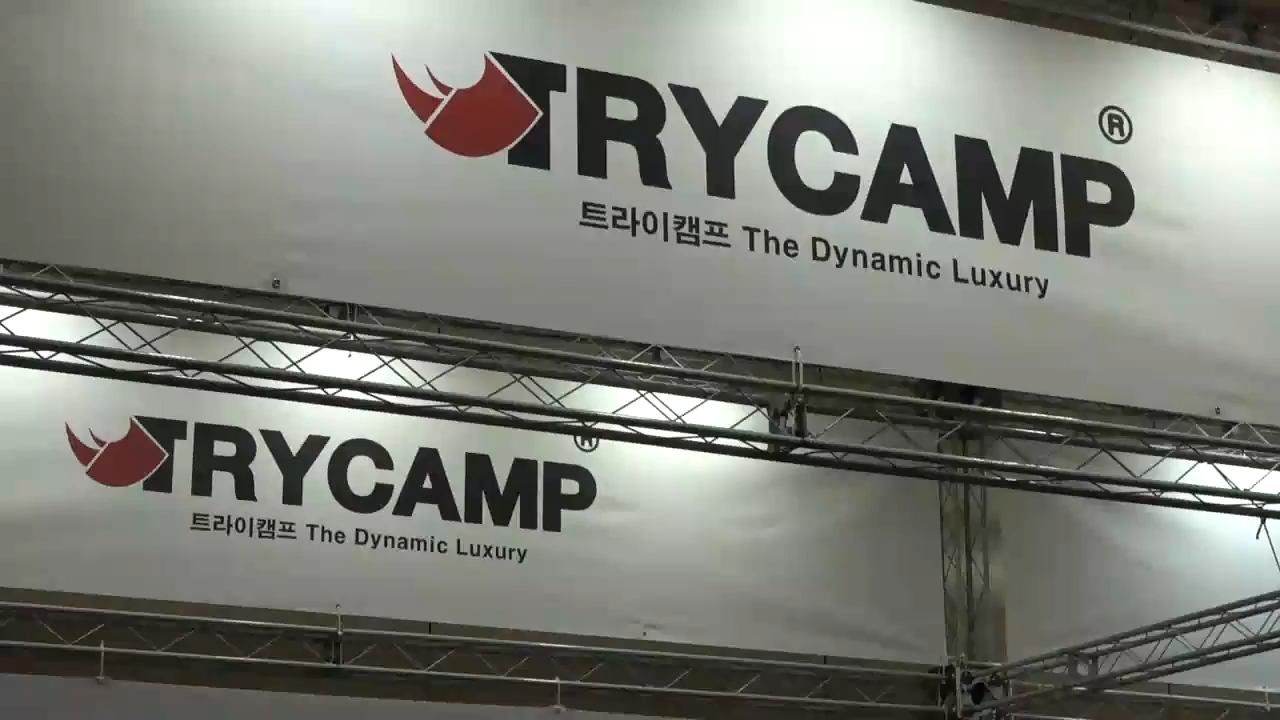 TRYCAMP®
트라이캠프 The Dynamic Luxury
TRYCAMP®
트라이캠프 The Dynamic Luxury